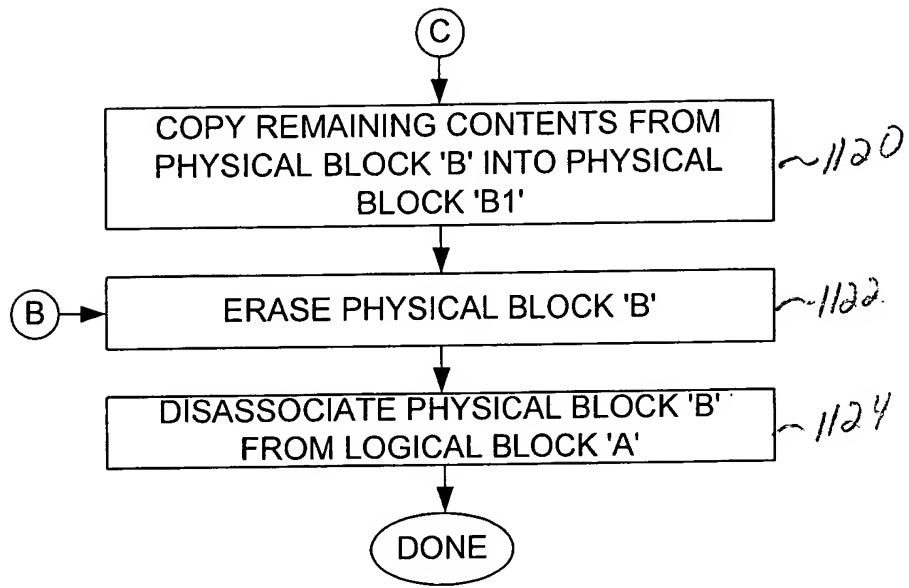 C
COPY REMAINING CONTENTS FROM
PHYSICAL BLOCK 'B' INTO PHYSICAL
BLOCK 'B1'
1120
B
ERASE PHYSICAL BLOCK 'B'
1122
DISASSOCIATE PHYSICAL BLOCK 'B'
FROM LOGICAL BLOCK 'A'
1124
DONE